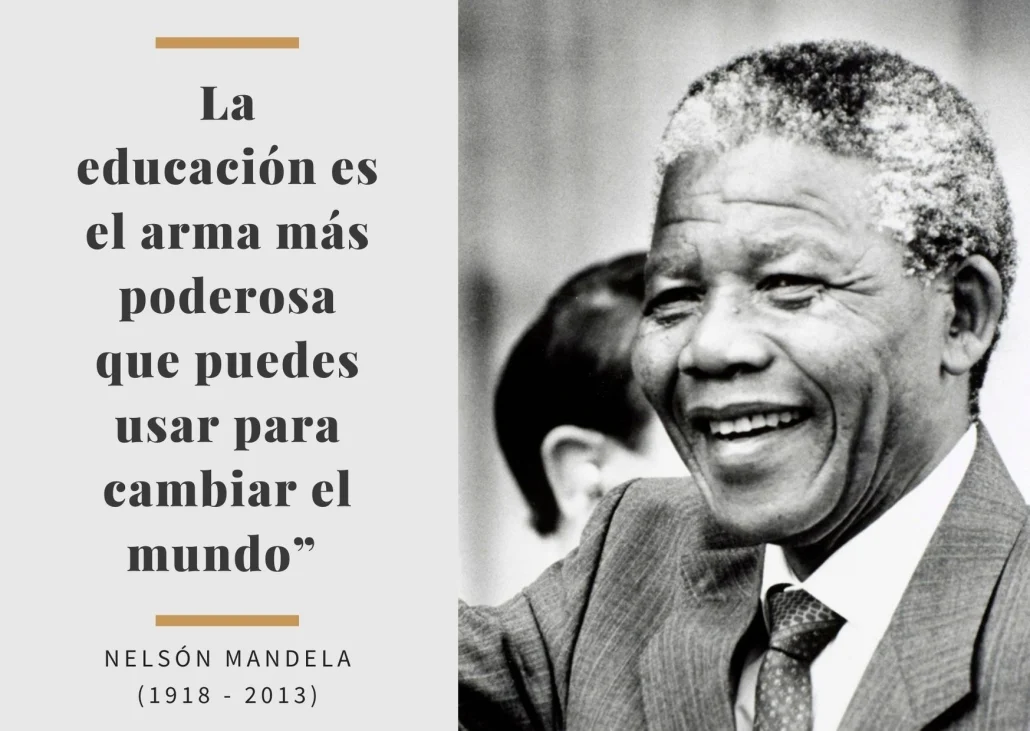 La
educación es
el arma más
poderosa
que puedes
usar para
cambiar el
mundo”
NELSÓN MANDELA
(1918 - 2013)